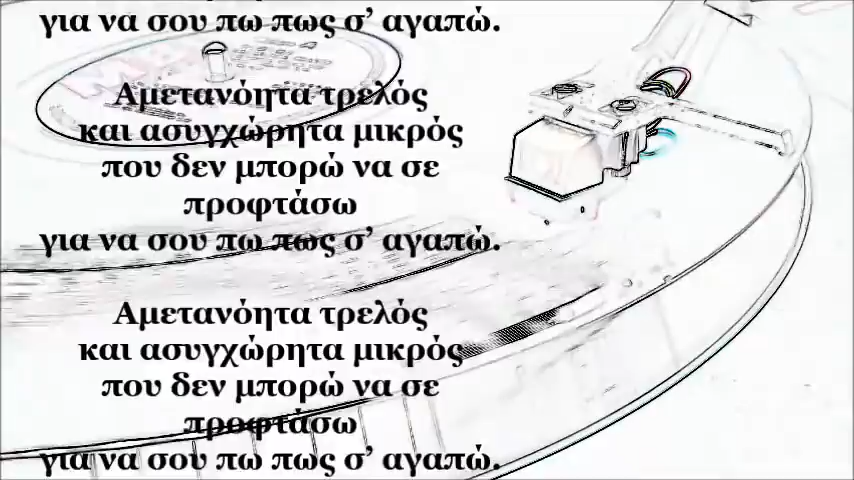 για να σου πω πως σ’ αγαπώ.
Αμετανόητα τρελός
και ασυγχώρητα μικρός
που δεν μπορώ να σε
προφτάσω
για να σου πω πως σ’ αγαπώ.
Αμετανόητα τρελός
και ασυγχώρητα μικρός
που δεν μπορώ να σε
προφτάσω
για να σου πω πως σ’ αγαπώ.